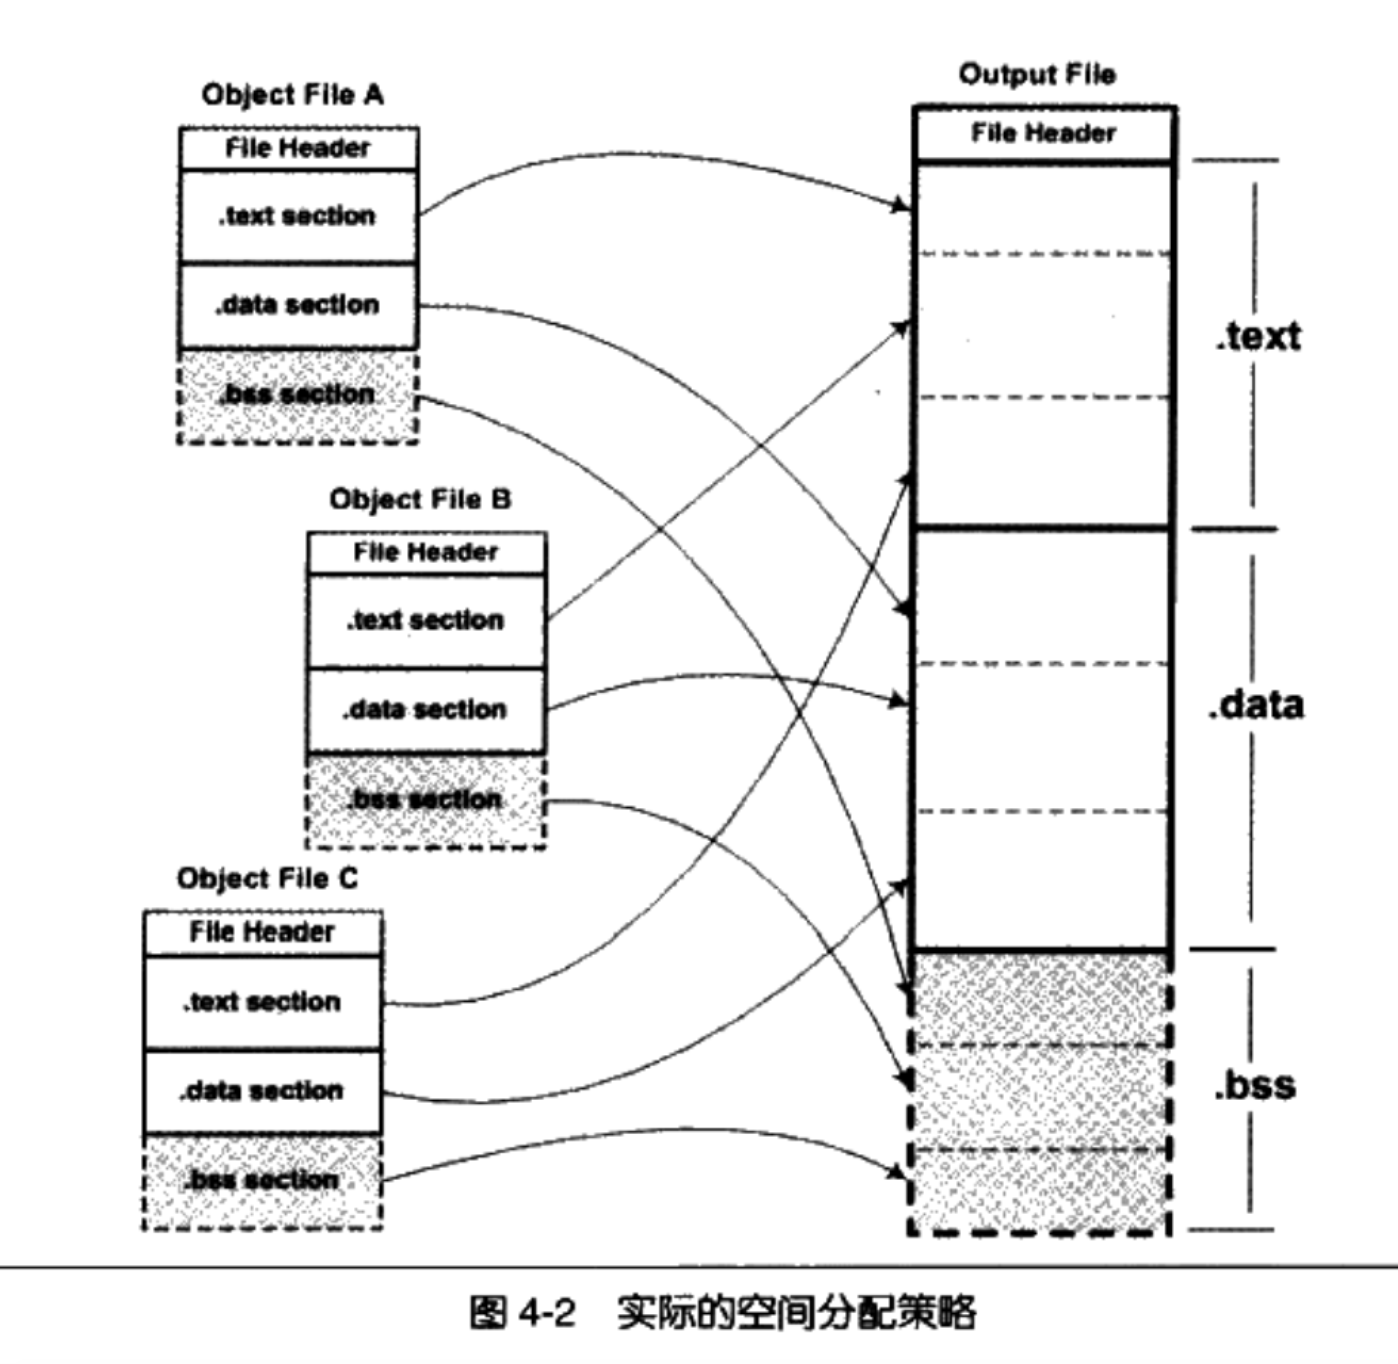 Object File A
File Header
.text section
.data section
.bss section
Object File B
File Header
.text section
.data section
.bss section
Object File C
File Header
.text section
.data section
.bss section
Output File
File Header
.text
.data
.bss
图 4-2 实际的空间分配策略